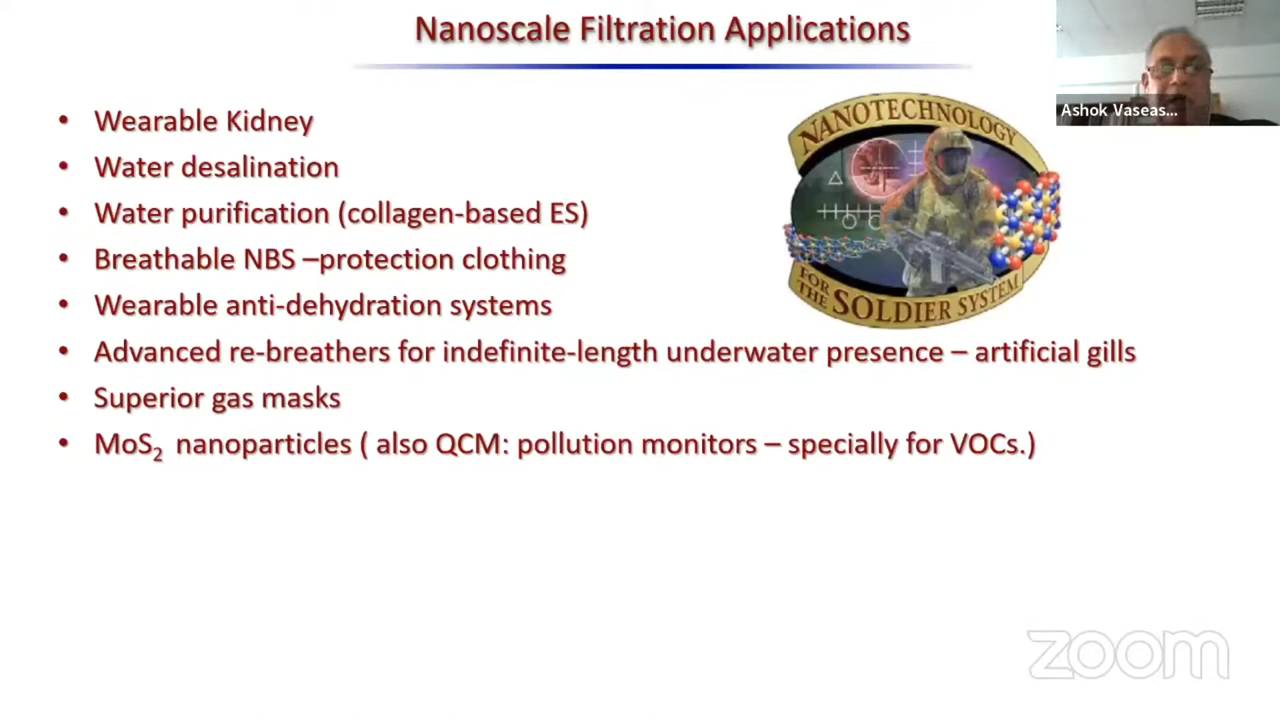 Nanoscale Filtration Applications
Ashok Vaseas...
• Wearable Kidney
• Water desalination
• Water purification (collagen-based ES)
• Breathable NBS –protection clothing
• Wearable anti-dehydration systems
• Advanced re-breathers for indefinite-length underwater presence – artificial gills
• Superior gas masks
• MoS₂ nanoparticles ( also QCM: pollution monitors – specially for VOCs.)
NANOTECHNOLOGY
FOR THE SOLDIER SYSTEM
zoom